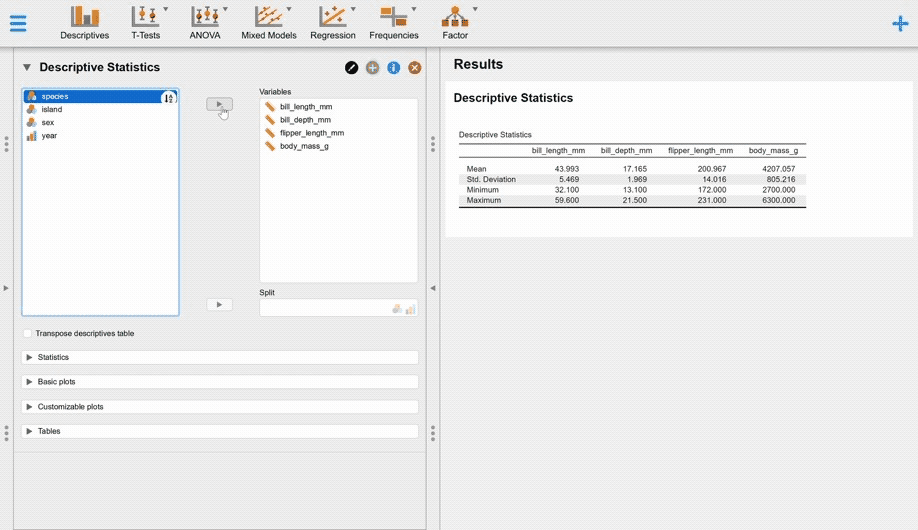 Descriptives T-Tests ANOVA Mixed Models Regression Frequencies Factor
Descriptive Statistics
species
island
sex
year
Variables
bill_length_mm
bill_depth_mm
flipper_length_mm
body_mass_g
Split
Transpose descriptives table
Statistics
Basic plots
Customizable plots
Tables
Results
Descriptive Statistics
Descriptive Statistics
bill_length_mm bill_depth_mm flipper_length_mm body_mass_g
Mean 43.993 17.165 200.967 4207.057
Std. Deviation 5.469 1.969 14.016 805.216
Minimum 32.100 13.100 172.000 2700.000
Maximum 59.600 21.500 231.000 6300.000